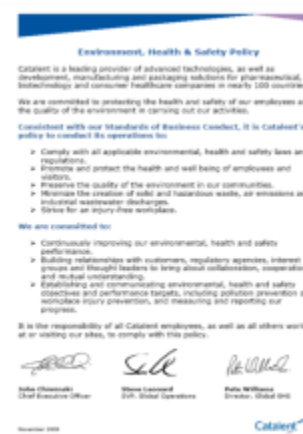 Environment, Health & Safety Policy
Catalent is a leading provider of advanced technologies, as well as
development, manufacturing and packaging solutions for pharmaceutical,
biotechnology and consumer healthcare companies in nearly 100 countries
We are committed to protecting the health and safety of our employees a
the quality of the environment in carrying out our activities.
Consistent with our Standards of Business Conduct, it is Catalent's
policy to conduct its operations to:
➢ Comply with all applicable environmental, health and safety laws an
regulations.
➢ Promote and protect the health and well being of employees and
visitors.
➢ Preserve the quality of the environment in our communities.
➢ Minimize the creation of solid and hazardous waste, air emissions a
industrial wastewater discharges.
➢ Strive for an injury-free workplace.
We are committed to:
➢ Continuously improving our environmental, health and safety
performance.
➢ Building relationships with customers, regulatory agencies, interest
groups and thought leaders to bring about collaboration, cooperatio
and mutual understanding.
➢ Establishing and communicating environmental, health and safety
objectives and performance targets, including pollution prevention a
workplace injury prevention, and measuring and reporting our
progress.
It is the responsibility of all Catalent employees, as well as all others work
at or visiting our sites, to comply with this policy.
John Chiminski Steve Leonard Pete Williams
Chief Executive Officer SVP, Global Operations Director, Global EHS
November 2009
Catalent